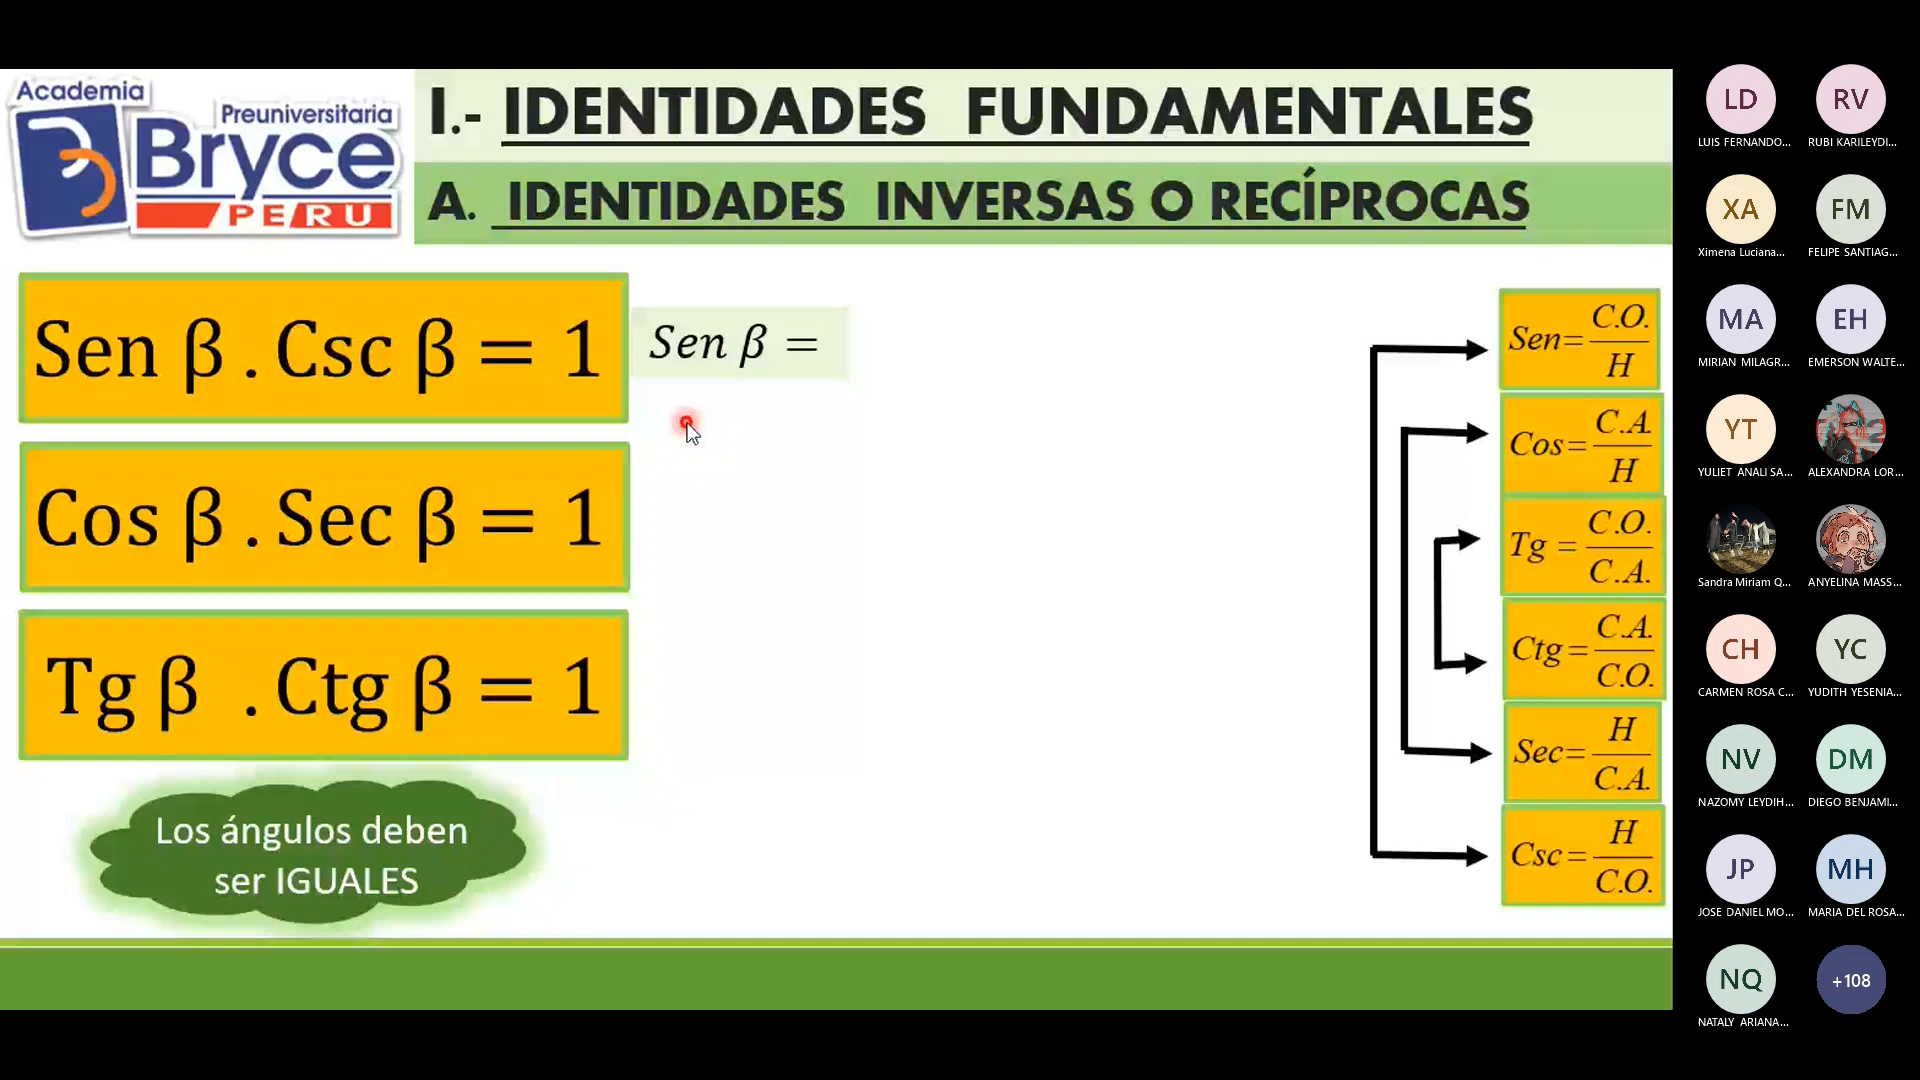 Academia
Preuniversitaria
Bryce
PERU
I.- IDENTIDADES FUNDAMENTALES
A. IDENTIDADES INVERSAS O RECÍPROCAS
Sen β . Csc β = 1
Sen β =
Cos β . Sec β = 1
Tg β . Ctg β = 1
Los ángulos deben
ser IGUALES
Sen= C.O. / H
Cos= C.A. / H
Tg = C.O. / C.A.
Ctg= C.A. / C.O.
Sec= H / C.A.
Csc= H / C.O.
LD
LUIS FERNANDO...
RV
RUBI KARILEYDI...
XA
Ximena Luciana...
FM
FELIPE SANTIAG...
MA
MIRIAN MILAGR...
EH
EMERSON WALTE...
YT
YULIET ANALI SA...
ALEXANDRA LOR...
Sandra Miriam Q...
ANYELINA MASS...
CH
CARMEN ROSA C...
YC
YUDITH YESENIA...
NV
NAZOMY LEYDIH...
DM
DIEGO BENJAMI...
JP
JOSE DANIEL MO...
MH
MARIA DEL ROSA...
NQ
NATALY ARIANA...
+108